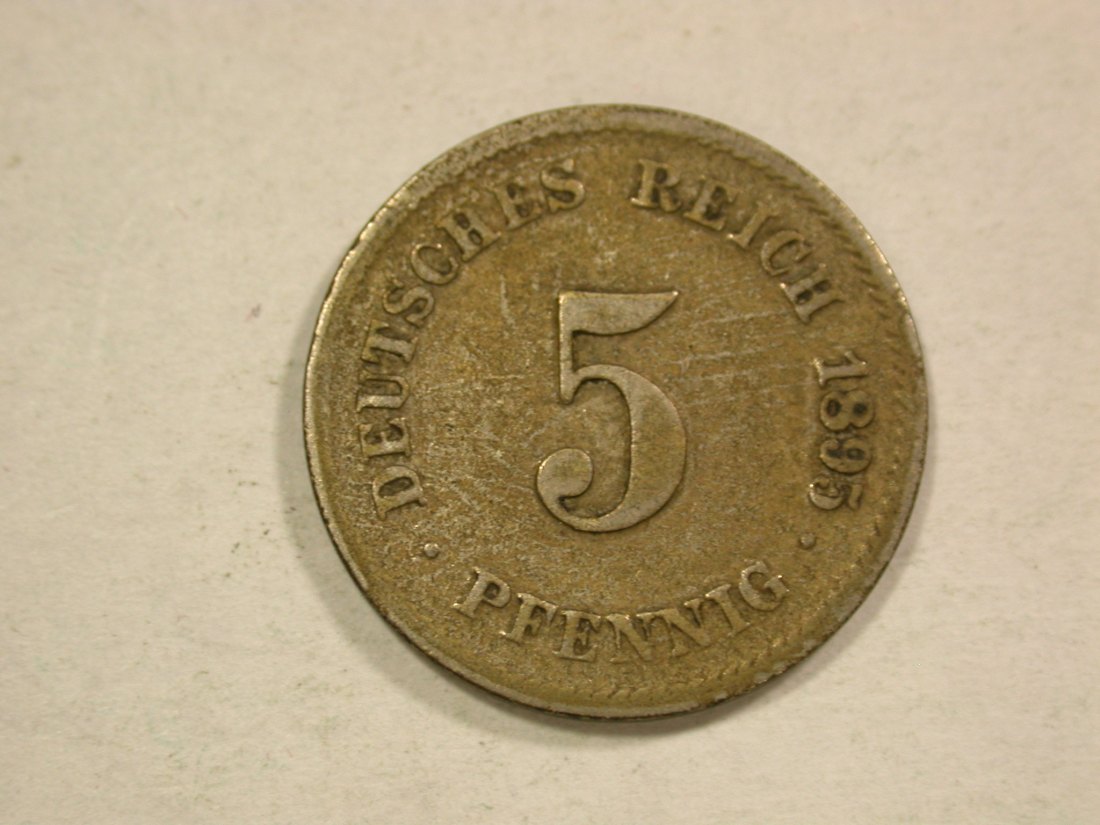 DEUTSCHES REICH 1895
5
· PFENNIG ·